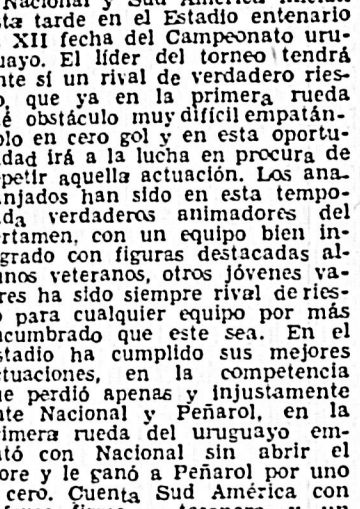 Nacional y Sud América inician
sta tarde en el Estadio entenario
XII fecha del Campeonato uru-
uayo. El líder del torneo tendrá
nte sí un rival de verdadero ries-
o, que ya en la primera rueda
é obstáculo muy difícil empatán-
olo en cero gol y en esta oportu-
idad irá a la lucha en procura de
petir aquella actuación. Los ana-
anjados han sido en esta tempo-
ada verdaderos animadores del
ertamen, con un equipo bien in-
grado con figuras destacadas al-
unos veteranos, otros jóvenes va-
res ha sido siempre rival de ries-
o para cualquier equipo por más
ncumbrado que este sea. En el
stadio ha cumplido sus mejores
ctuaciones, en la competencia
ue perdió apenas y injustamente
nte Nacional y Peñarol, en la
rimera rueda del uruguayo em-
ató con Nacional sin abrir el
ore y le ganó a Peñarol por uno
cero. Cuenta Sud América con